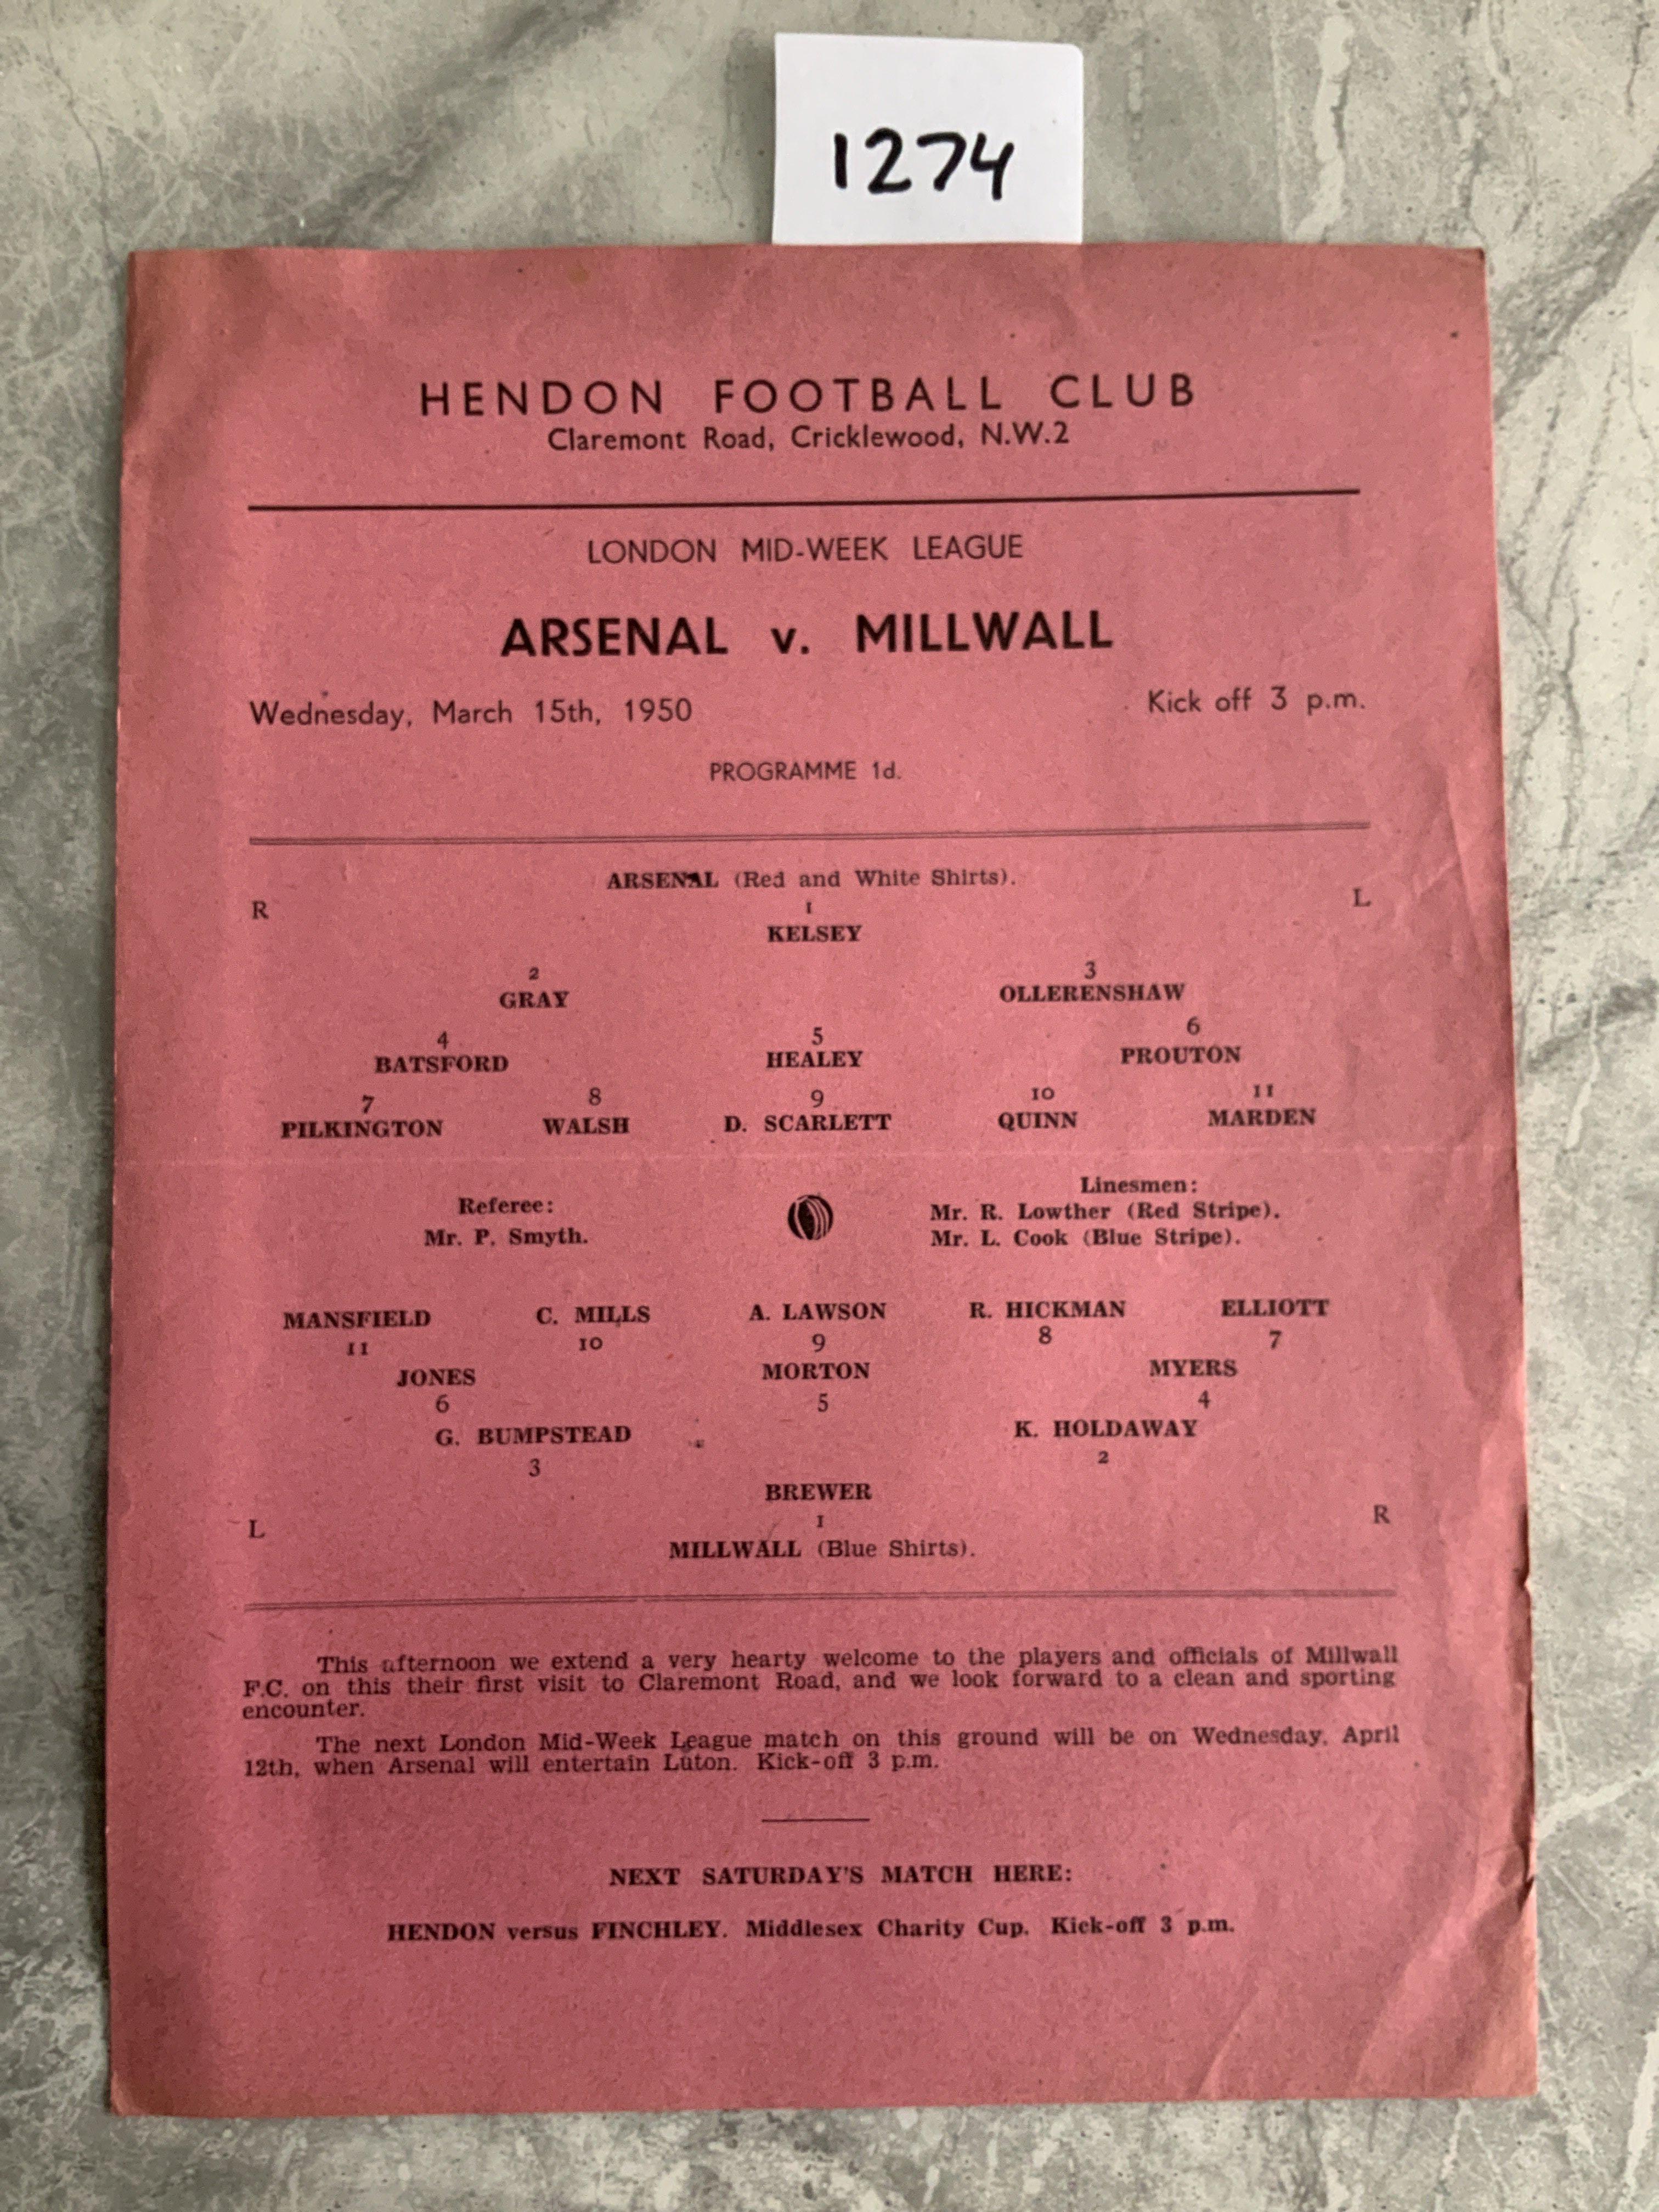 1274
HENDON FOOTBALL CLUB
Claremont Road, Cricklewood, N.W.2
LONDON MID-WEEK LEAGUE
ARSENAL v. MILLWALL
Wednesday, March 15th, 1950 Kick off 3 p.m.
PROGRAMME 1d.
ARSENAL (Red and White Shirts).
R L
1
KELSEY
2 3
GRAY OLLERENSHAW
4 5 6
BATSFORD HEALEY PROUTON
7 8 9 10 11
PILKINGTON WALSH D. SCARLETT QUINN MARDEN
Referee: Linesmen:
Mr. P. Smyth. Mr. R. Lowther (Red Stripe).
Mr. L. Cook (Blue Stripe).
MANSFIELD C. MILLS A. LAWSON R. HICKMAN ELLIOTT
11 10 9 8 7
JONES MORTON MYERS
6 5 4
G. BUMPSTEAD K. HOLDAWAY
3 2
BREWER
1
L R
MILLWALL (Blue Shirts).
This afternoon we extend a very hearty welcome to the players and officials of Millwall
F.C. on this their first visit to Claremont Road, and we look forward to a clean and sporting
encounter.
The next London Mid-Week League match on this ground will be on Wednesday, April
12th, when Arsenal will entertain Luton. Kick-off 3 p.m.
NEXT SATURDAY'S MATCH HERE:
HENDON versus FINCHLEY. Middlesex Charity Cup. Kick-off 3 p.m.